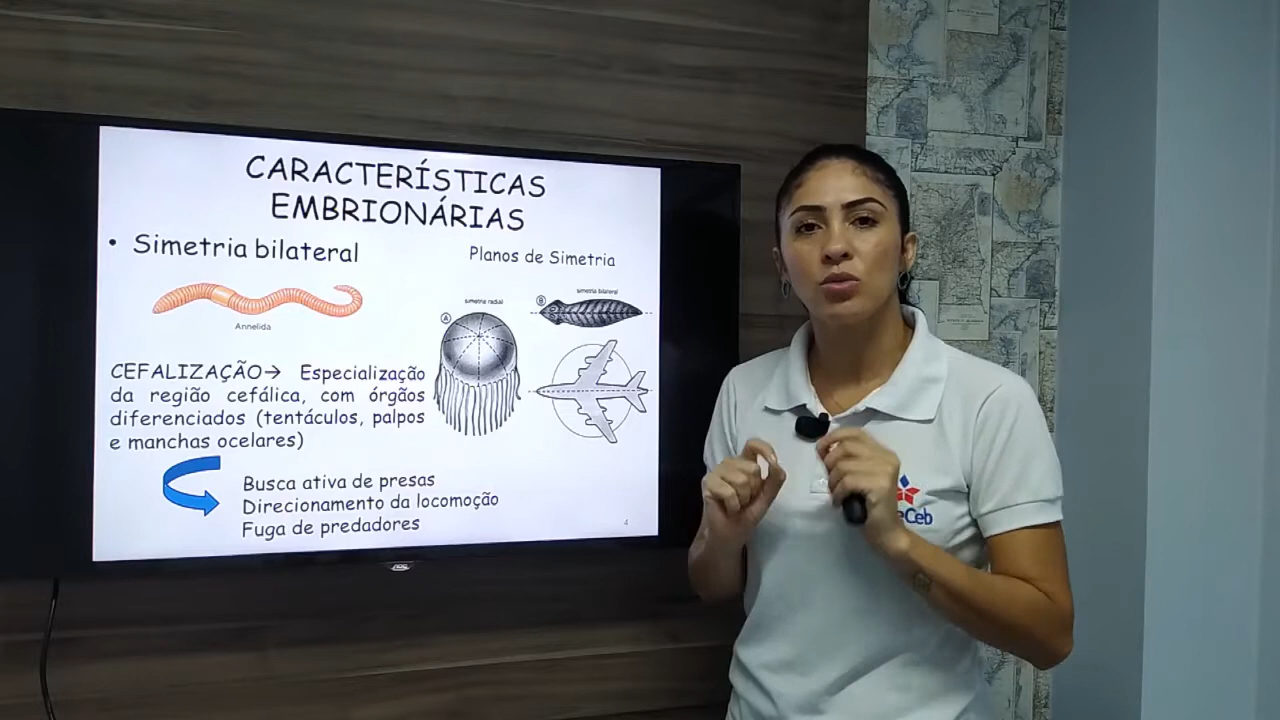 CARACTERÍSTICAS
EMBRIONÁRIAS
• Simetria bilateral
Annelida
Planos de Simetria
simetria radial
A
simetria bilateral
B
CEFALIZAÇÃO→ Especialização
da região cefálica, com órgãos
diferenciados (tentáculos, palpos
e manchas ocelares)
Busca ativa de presas
Direcionamento da locomoção
Fuga de predadores
4
AOC